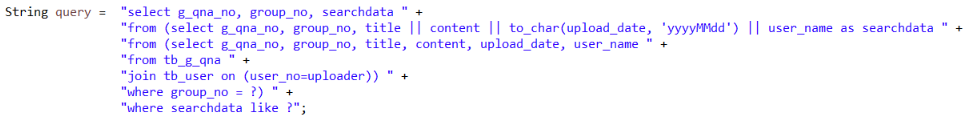 String query =  "select g_qna_no, group_no, searchdata " +
"from (select g_qna_no, group_no, title || content || to_char(upload_date, 'yyyyMMdd') || user_name as searchdata " +
"from (select g_qna_no, group_no, title, content, upload_date, user_name " +
"from tb_g_qna " +
"join tb_user on (user_no=uploader)) " +
"where group_no = ?) " +
"where searchdata like ?";